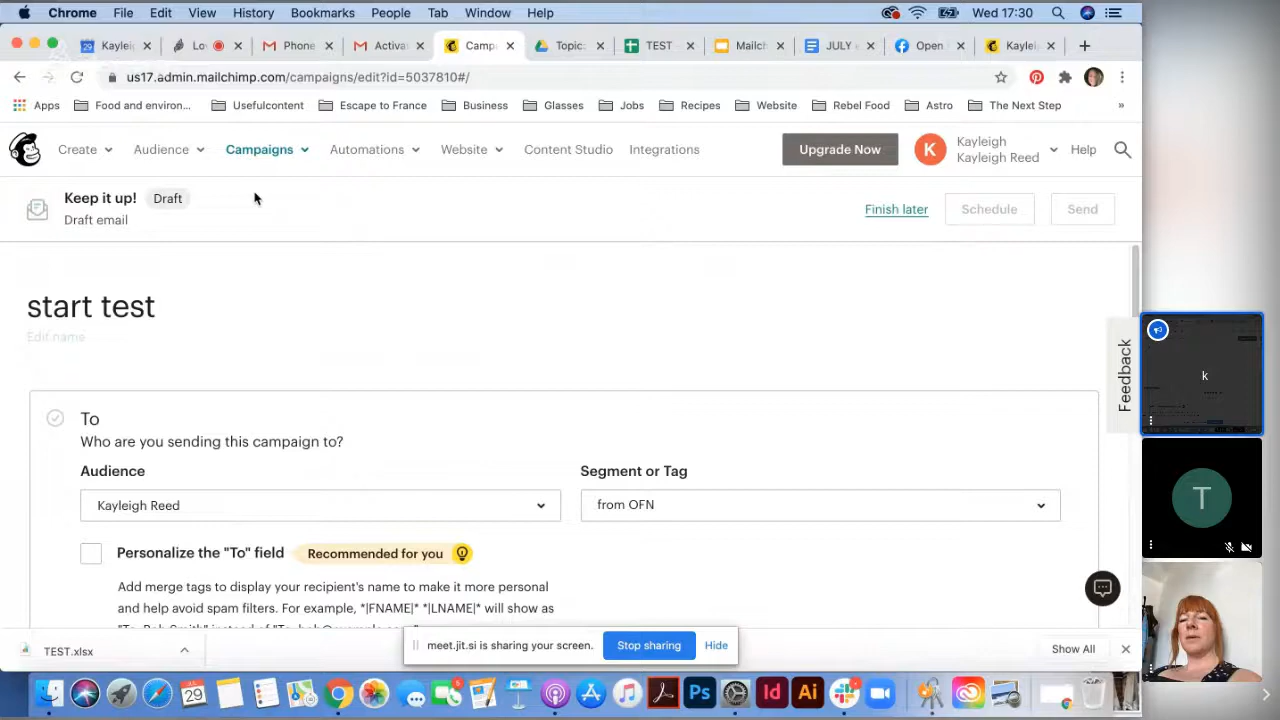 Chrome File Edit View History Bookmarks People Tab Window Help Wed 17:30
Kayleig Lo Phone Activa Camp Topic: TEST Mailch JULY Open Kaylei
us17.admin.mailchimp.com/campaigns/edit?id=5037810#/
Apps Food and environ... Usefulcontent Escape to France Business Glasses Jobs Recipes Website Rebel Food Astro The Next Step »
Create Audience Campaigns Automations Website Content Studio Integrations Upgrade Now K Kayleigh Help
Kayleigh Reed
Keep it up! Draft
Draft email
Finish later Schedule Send
start test
Edit name
Feedback
k
To
Who are you sending this campaign to?
Audience Segment or Tag
Kayleigh Reed from OFN
T
Personalize the "To" field Recommended for you
Add merge tags to display your recipient's name to make it more personal
and help avoid spam filters. For example, *|FNAME|* *|LNAME|* will show as
TEST.xlsx
meet.jit.si is sharing your screen. Stop sharing Hide
Show All
29 Ps Id Ai